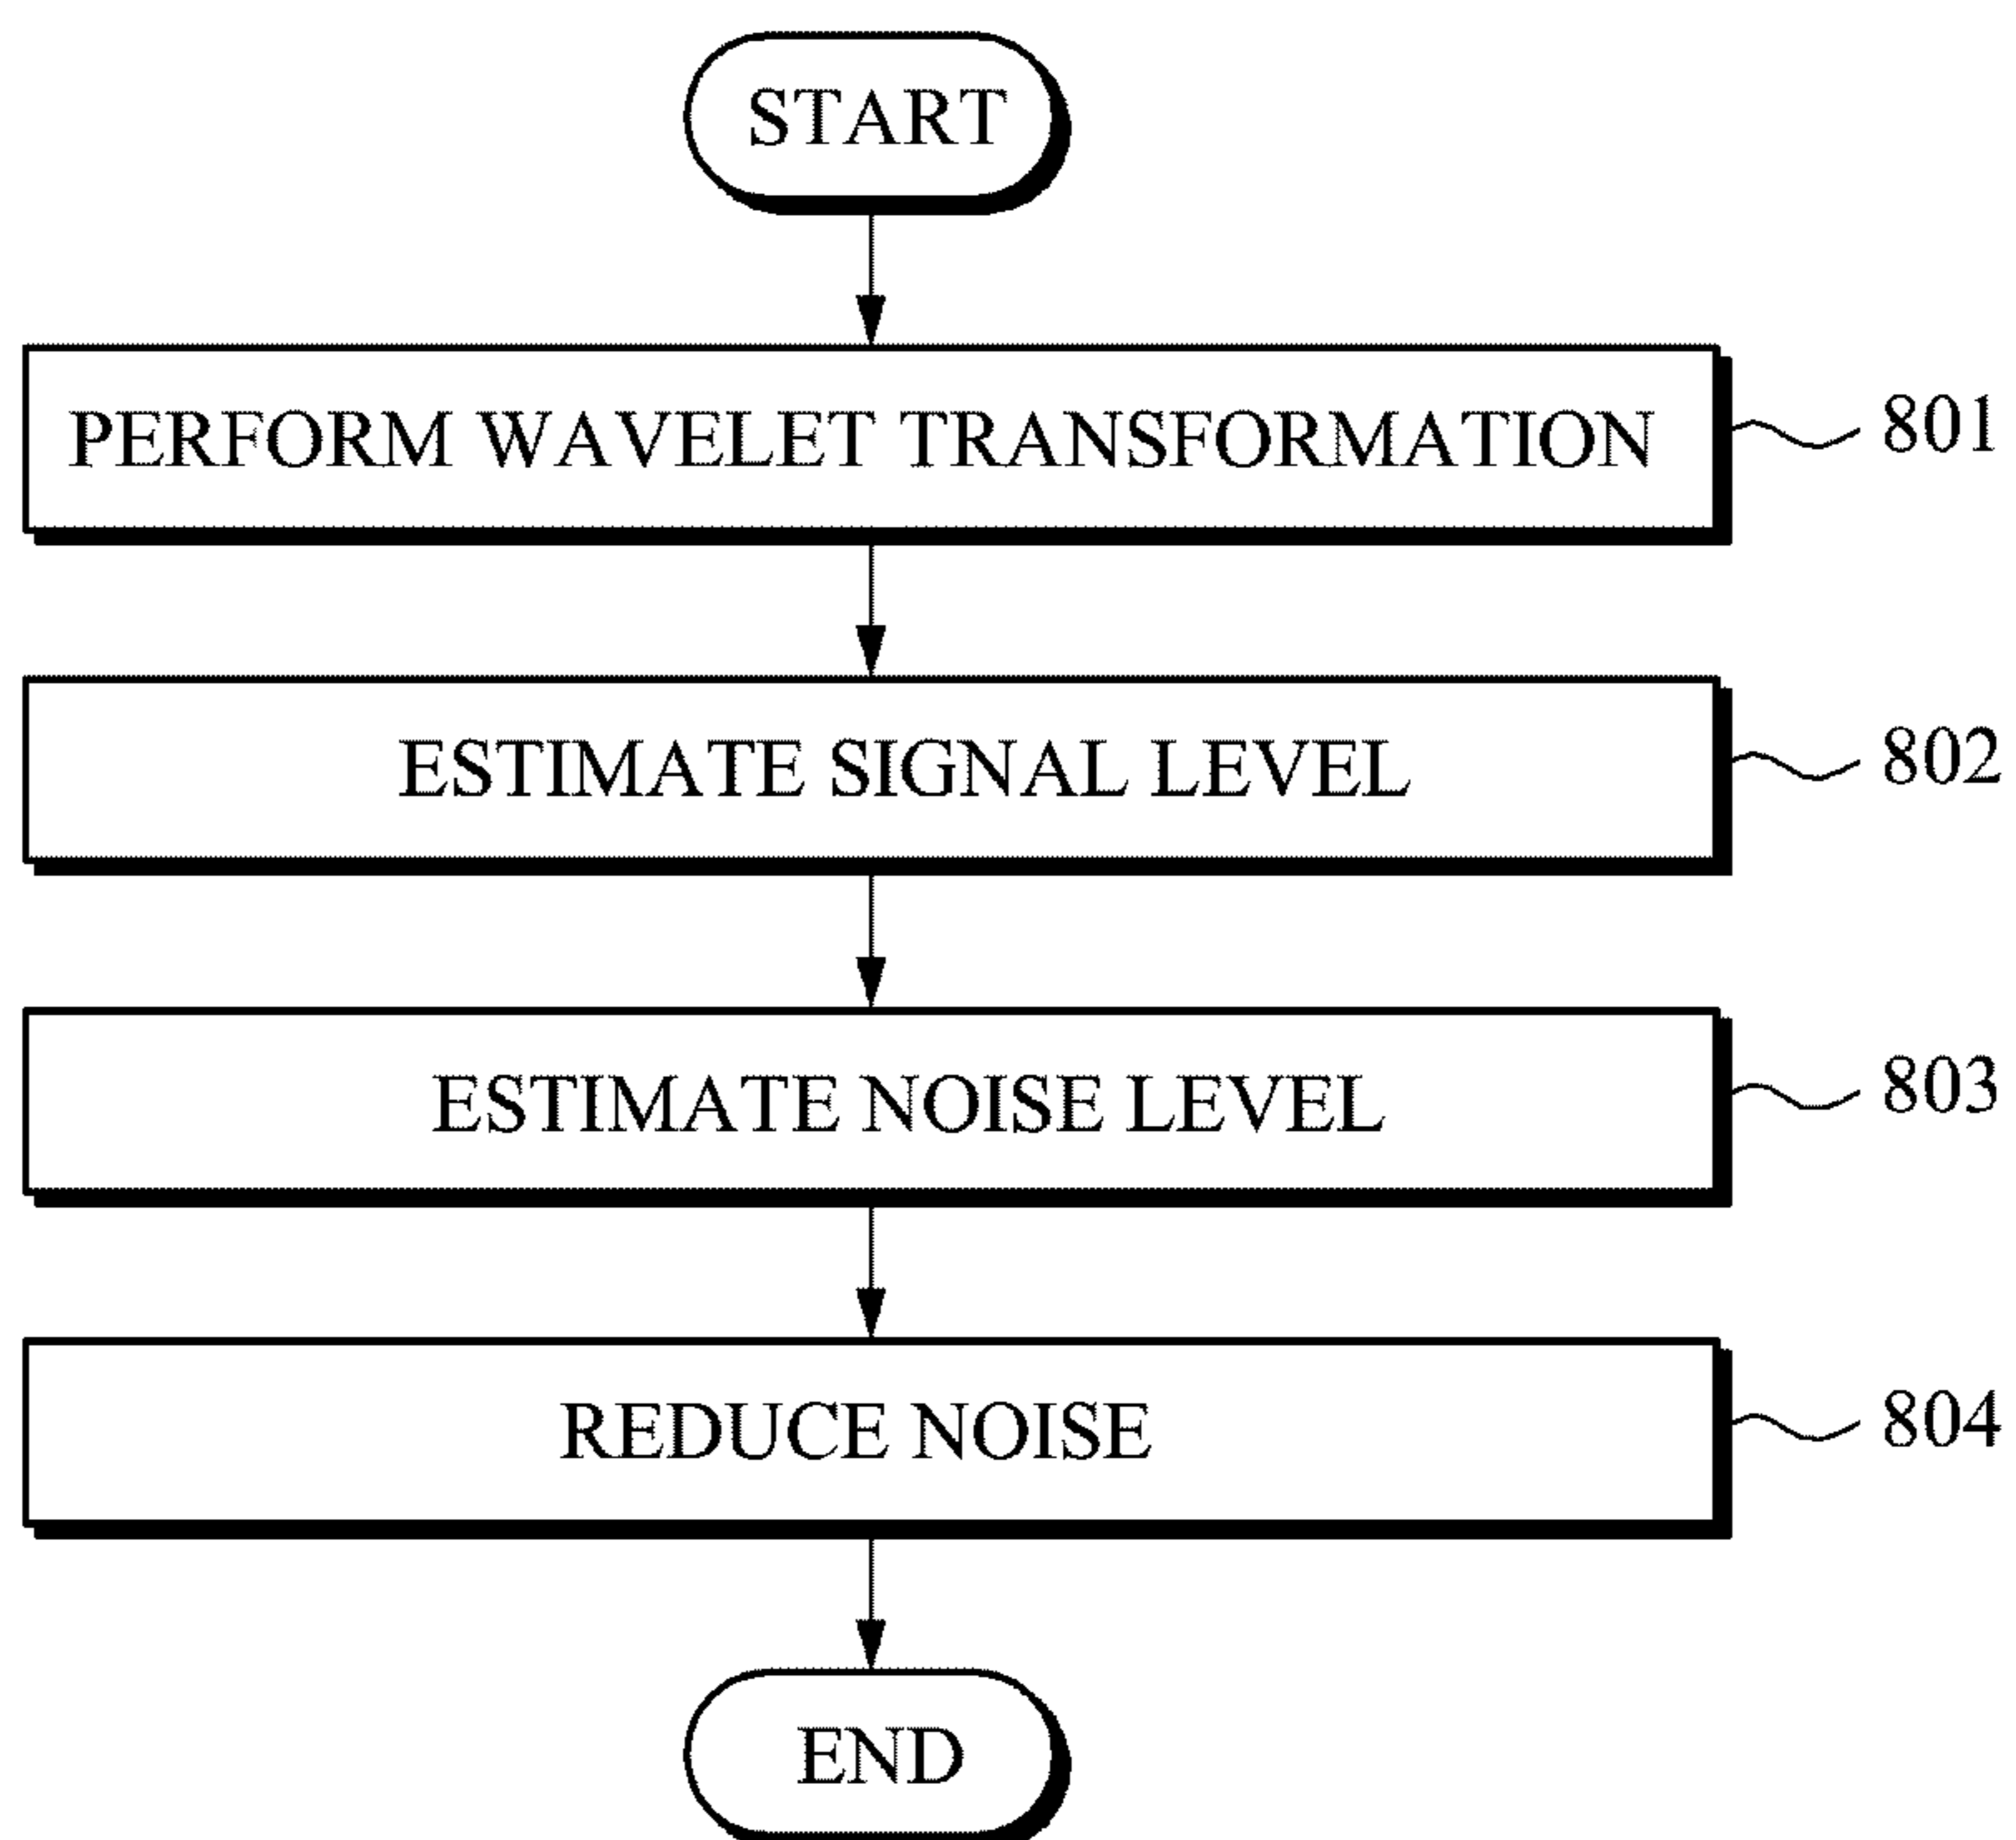 START
PERFORM WAVELET TRANSFORMATION
801
ESTIMATE SIGNAL LEVEL
802
ESTIMATE NOISE LEVEL
803
REDUCE NOISE
804
END